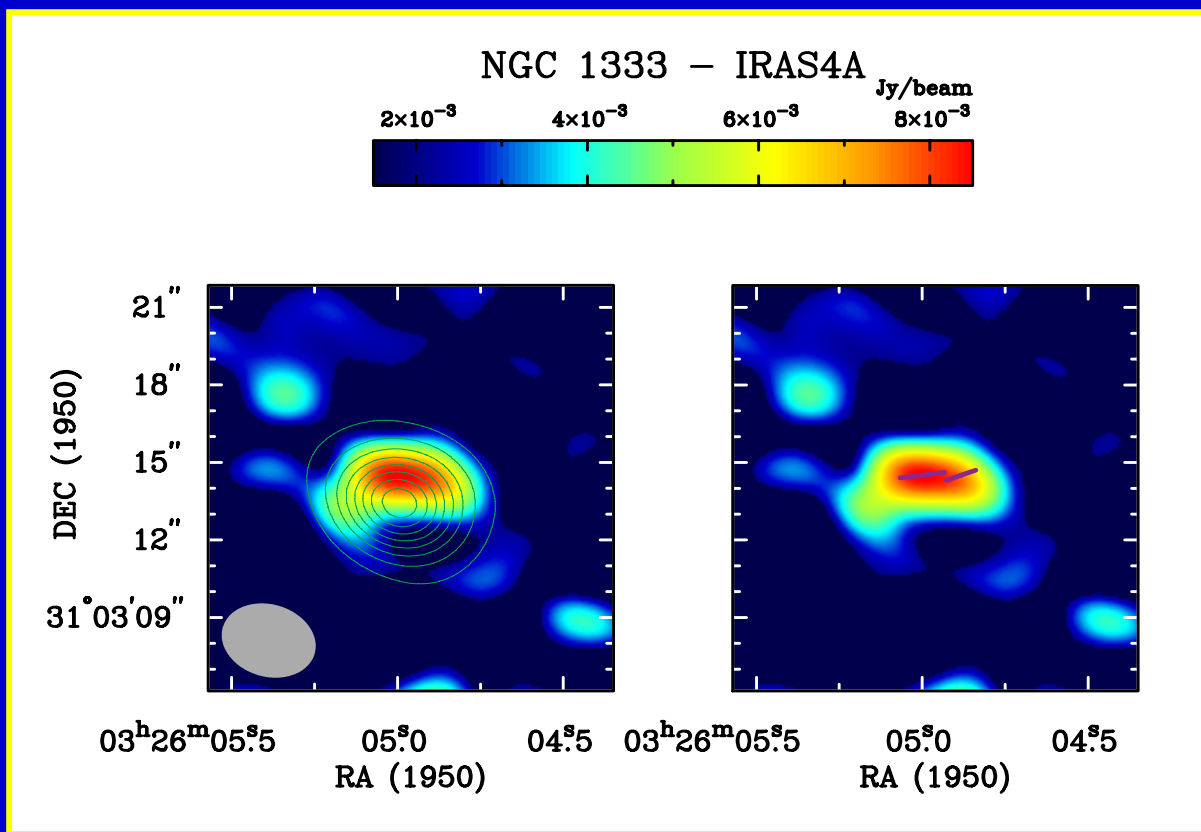 NGC 1333 − IRAS4A
Jy/beam
2×10⁻³ 4×10⁻³ 6×10⁻³ 8×10⁻³
21″
18″
15″
12″
31°03′09″
DEC (1950)
03ʰ26ᵐ05ˢ.5 05ˢ.0 04ˢ.5 03ʰ26ᵐ05ˢ.5 05ˢ.0 04ˢ.5
RA (1950) RA (1950)